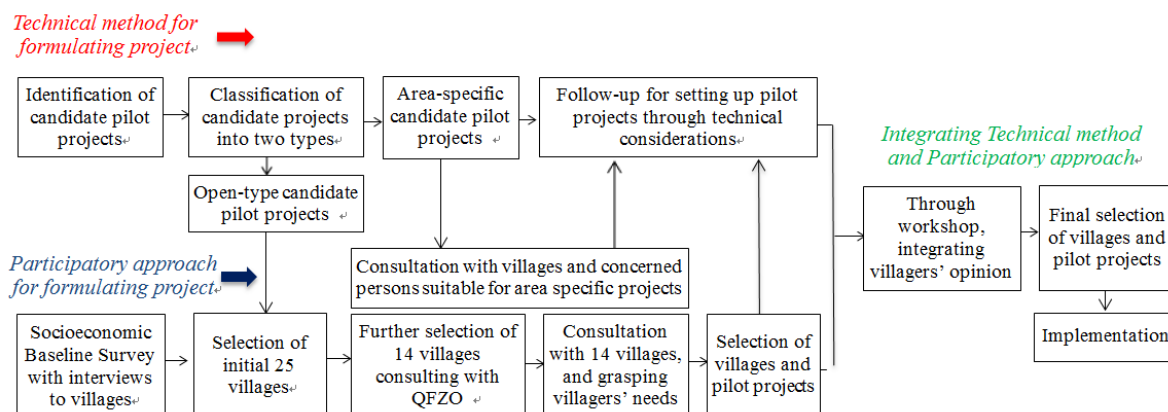 Technical method for
formulating project
Identification of
candidate pilot
projects
Classification of
candidate projects
into two types
Area-specific
candidate pilot
projects
Follow-up for setting up pilot
projects through technical
considerations
Integrating Technical method
and Participatory approach
Open-type candidate
pilot projects
Through
workshop,
integrating
villagers' opinion
Final selection
of villages and
pilot projects
Participatory approach
for formulating project
Consultation with villages and concerned
persons suitable for area specific projects
Socioeconomic
Baseline Survey
with interviews
to villages
Selection of
initial 25
villages
Further selection of
14 villages
consulting with
QFZO
Consultation
with 14 villages,
and grasping
villagers' needs
Selection of
villages and
pilot projects
Implementation